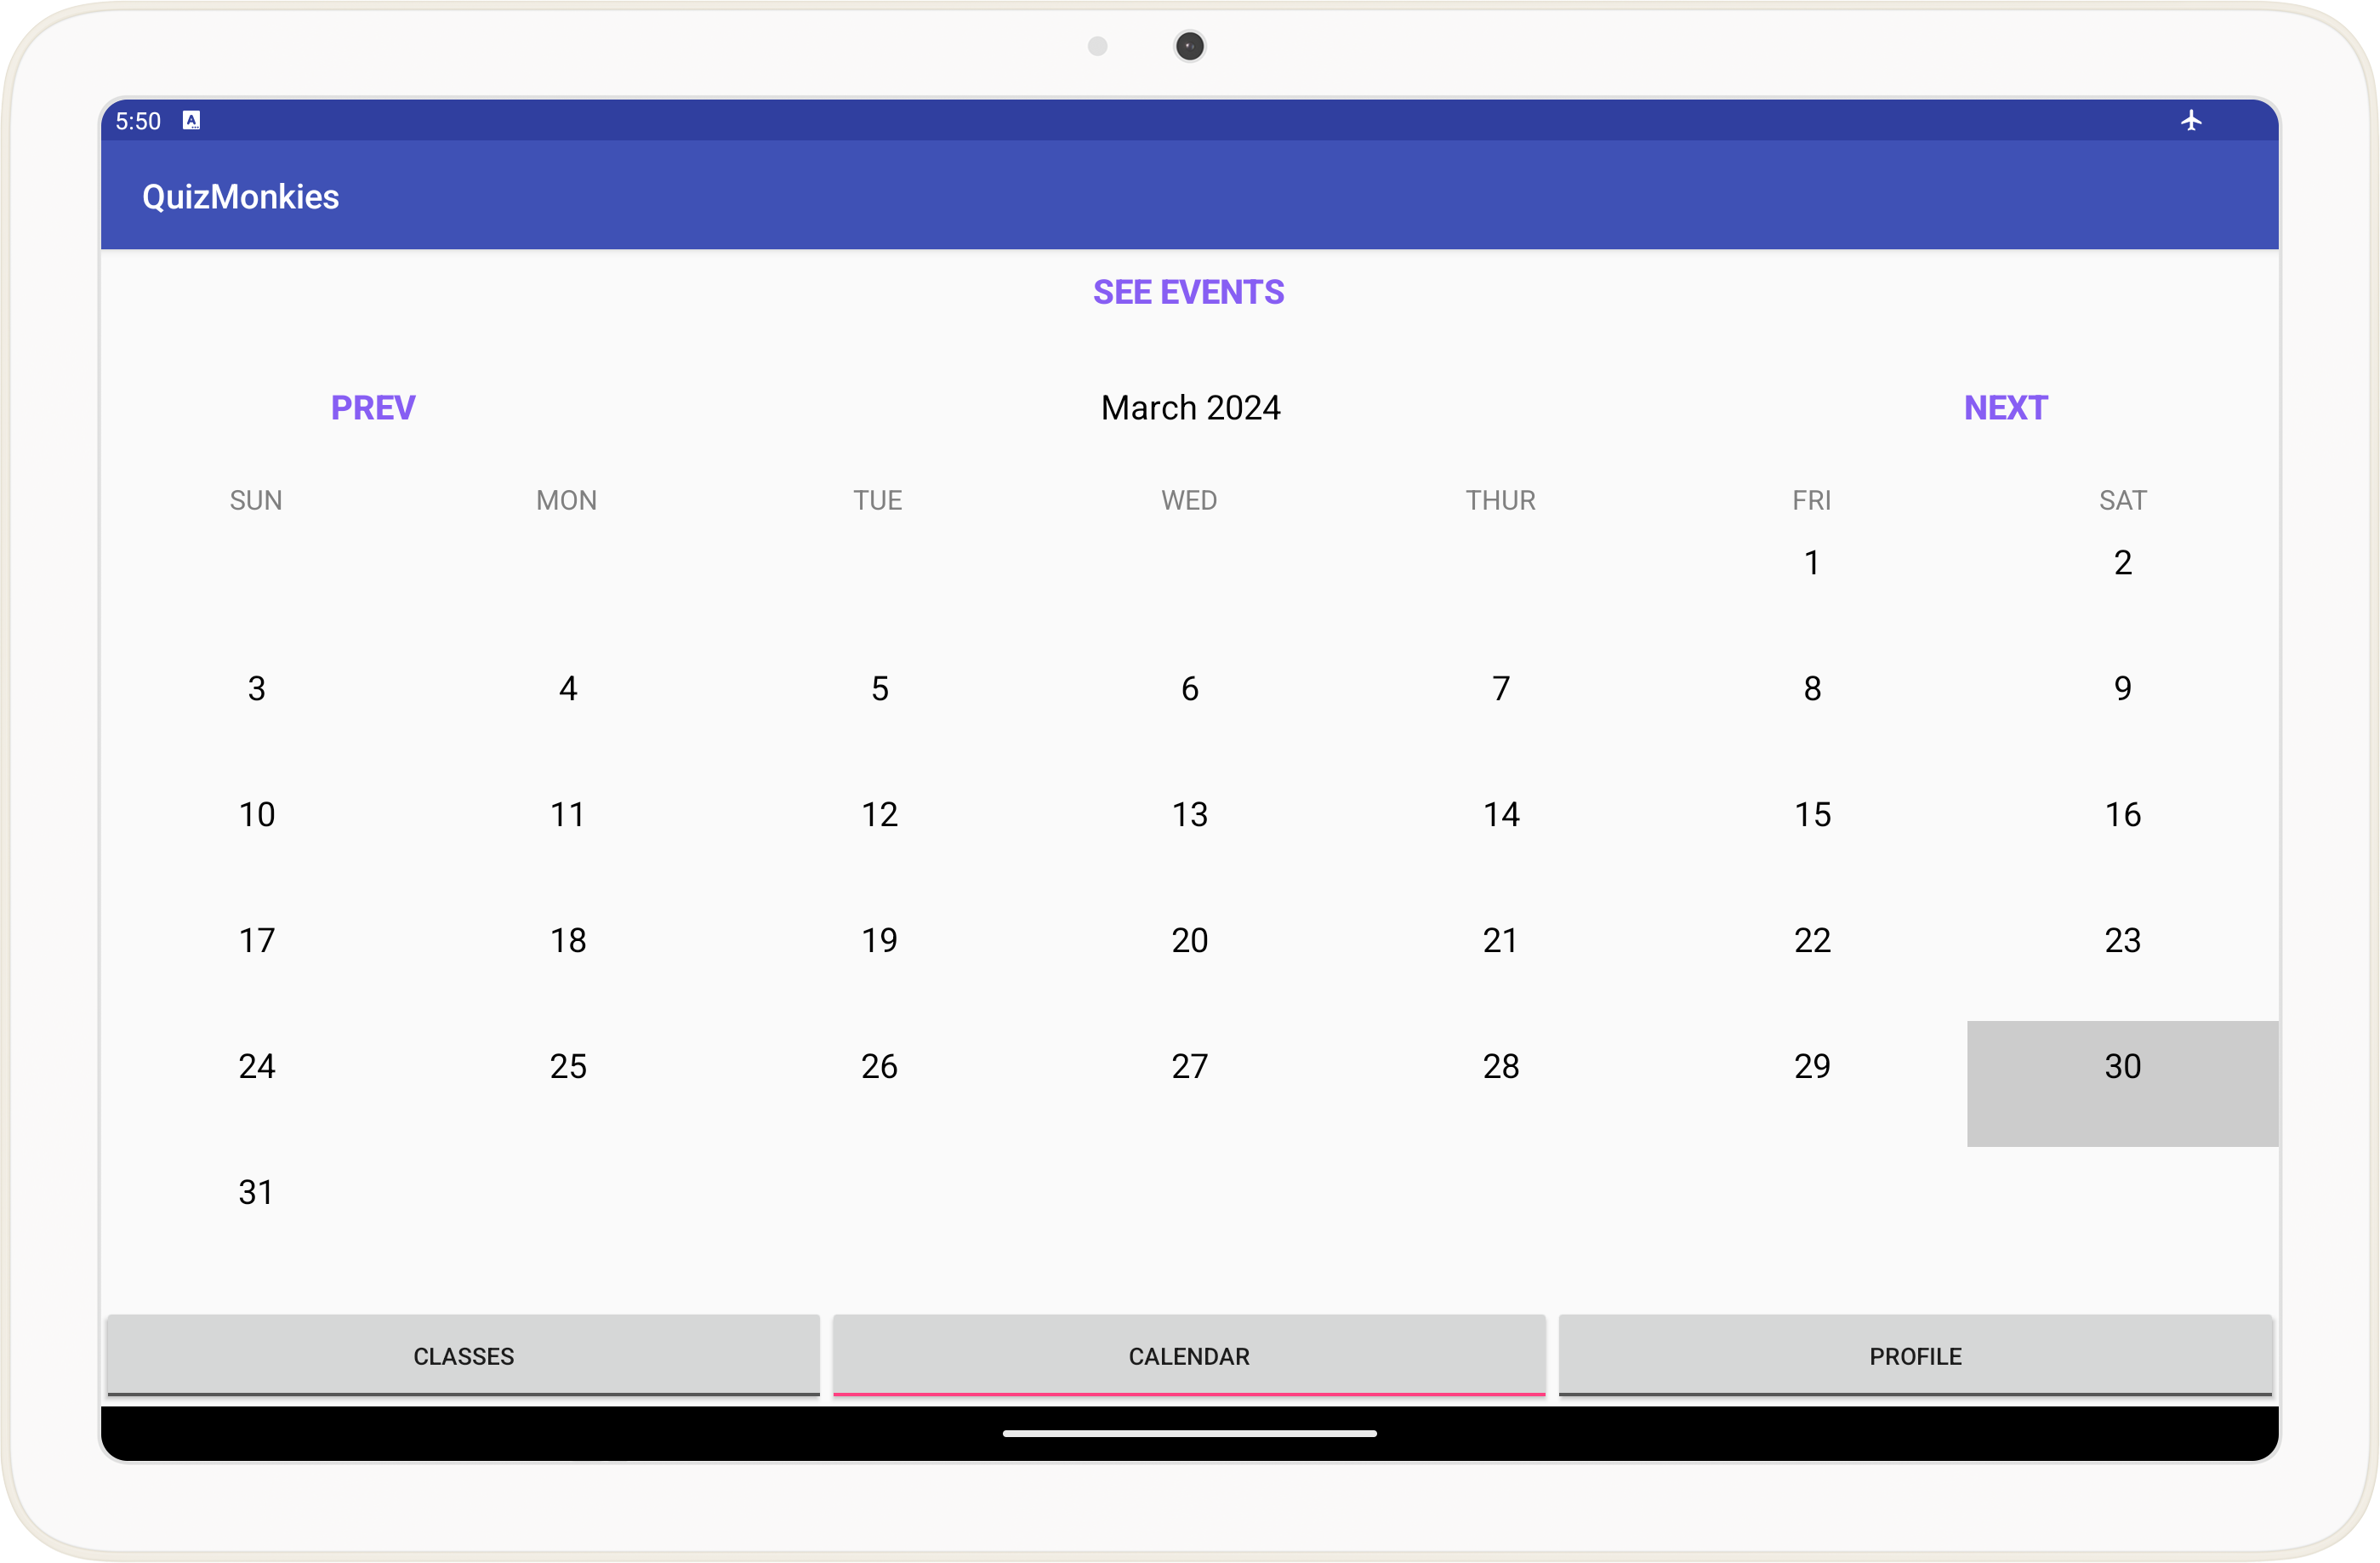 5:50 A
QuizMonkies
SEE EVENTS
PREV March 2024 NEXT
SUN MON TUE WED THUR FRI SAT
1 2
3 4 5 6 7 8 9
10 11 12 13 14 15 16
17 18 19 20 21 22 23
24 25 26 27 28 29 30
31
CLASSES CALENDAR PROFILE